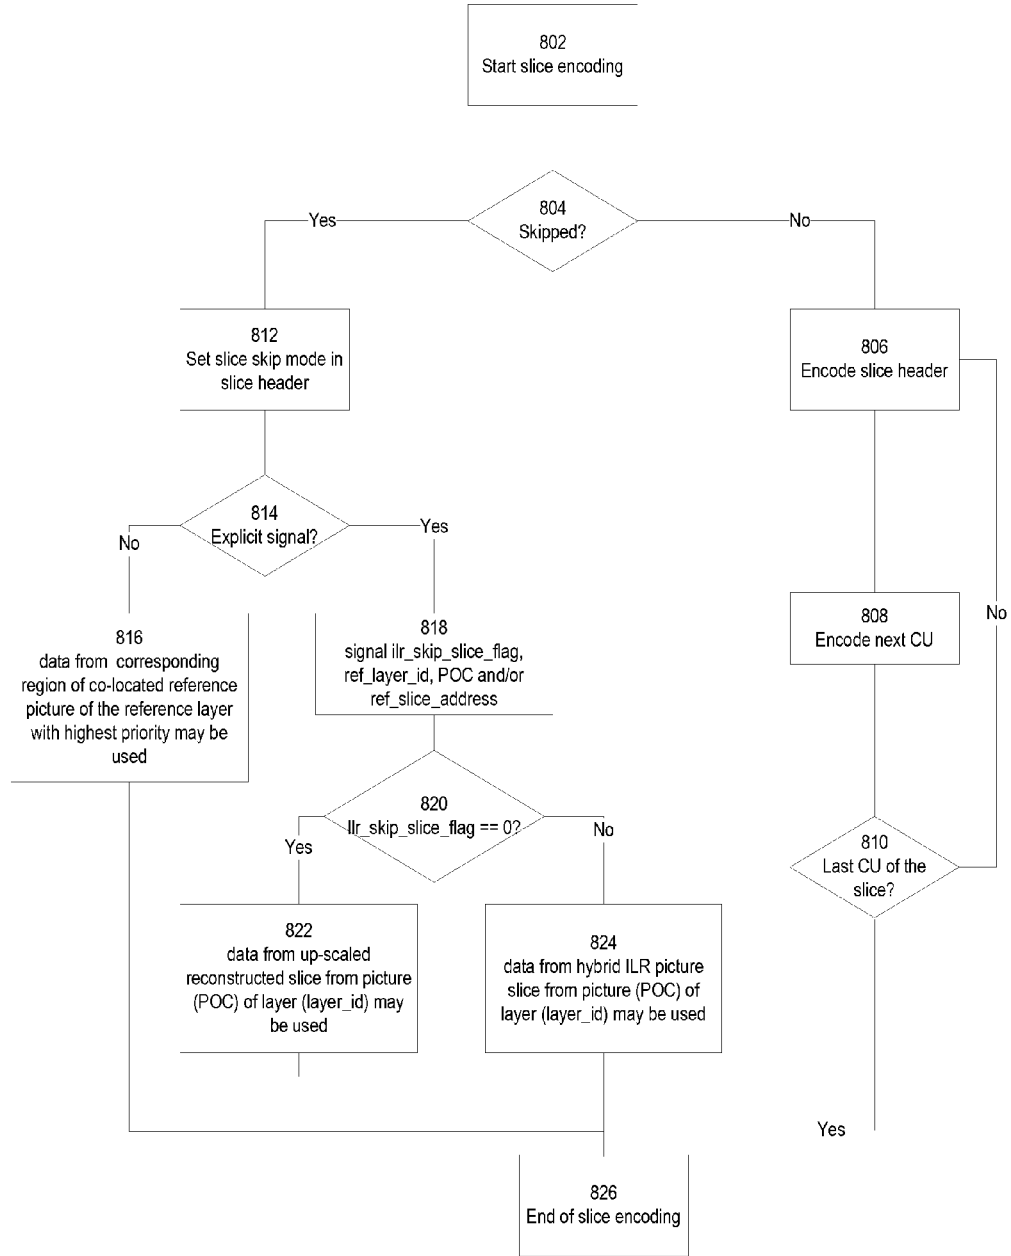 802
Start slice encoding
804
Skipped?
Yes
No
812
Set slice skip mode in
slice header
806
Encode slice header
814
Explicit signal?
No
Yes
816
data from corresponding
region of co-located reference
picture of the reference layer
with highest priority may be
used
818
signal ilr_skip_slice_flag,
ref_layer_id, POC and/or
ref_slice_address
808
Encode next CU
No
820
Ilr_skip_slice_flag == 0?
Yes
No
810
Last CU of the
slice?
822
data from up-scaled
reconstructed slice from picture
(POC) of layer (layer_id) may
be used
824
data from hybrid ILR picture
slice from picture (POC) of
layer (layer_id) may be used
Yes
826
End of slice encoding